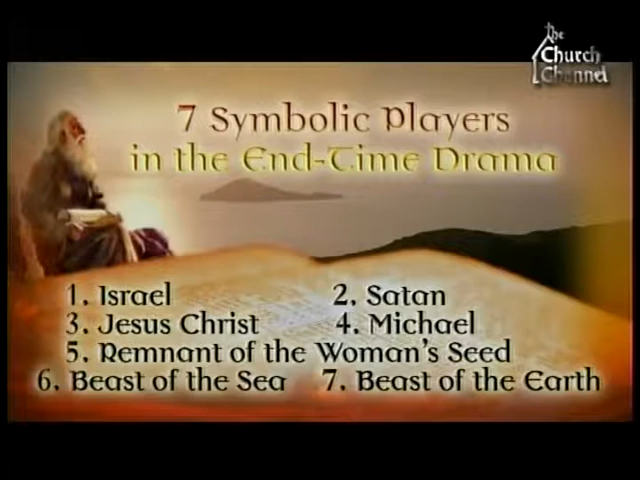 the
Church
Channel
7 Symbolic Players
in the End-Time Drama
1. Israel 2. Satan
3. Jesus Christ 4. Michael
5. Remnant of the Woman's Seed
6. Beast of the Sea 7. Beast of the Earth